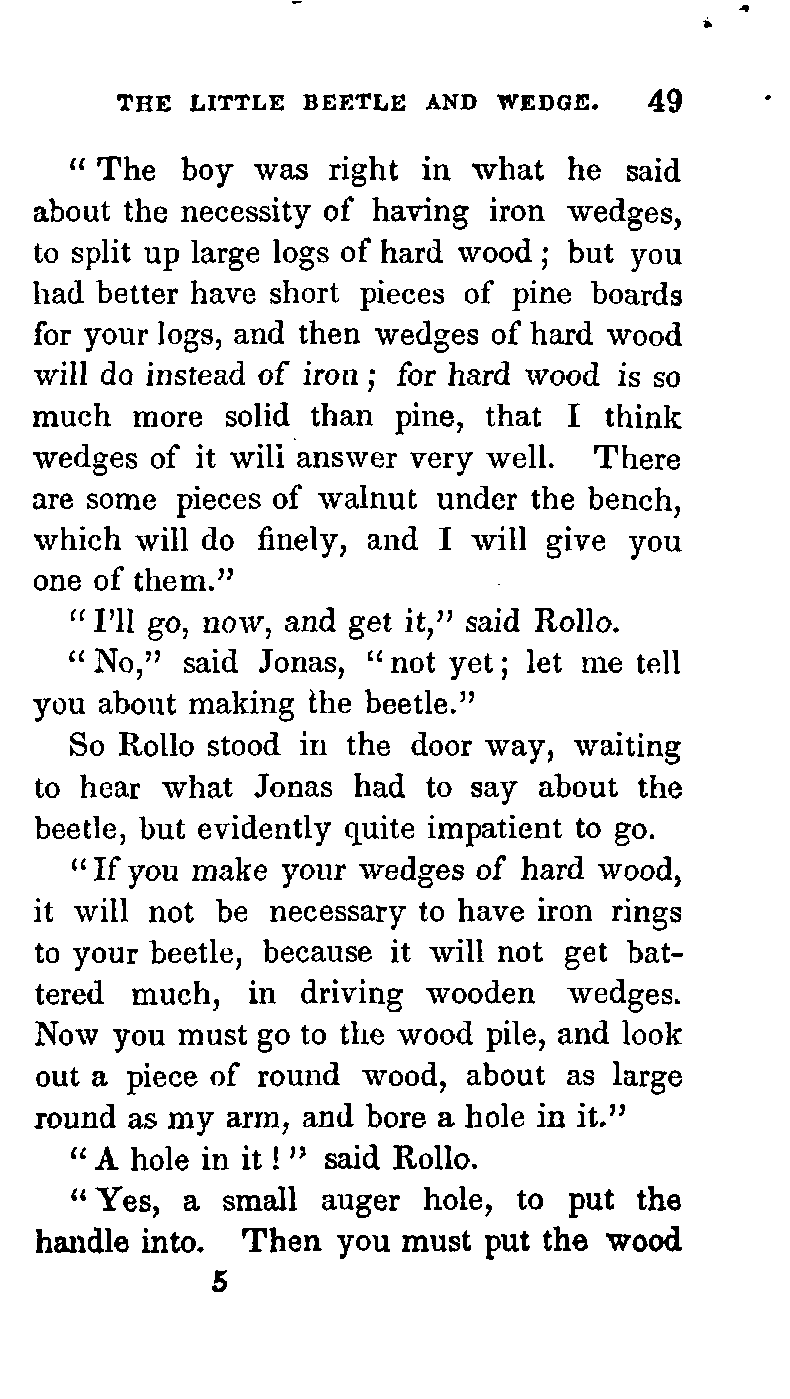 THE LITTLE BEETLE AND WEDGE. 49
“ The boy was right in what he said
about the necessity of having iron wedges,
to split up large logs of hard wood ; but you
had better have short pieces of pine boards
for your logs, and then wedges of hard wood
will do instead of iron ; for hard wood is so
much more solid than pine, that I think
wedges of it will answer very well. There
are some pieces of walnut under the bench,
which will do finely, and I will give you
one of them.”
“ I’ll go, now, and get it,” said Rollo.
“ No,” said Jonas, “ not yet ; let me tell
you about making the beetle.”
So Rollo stood in the door way, waiting
to hear what Jonas had to say about the
beetle, but evidently quite impatient to go.
“ If you make your wedges of hard wood,
it will not be necessary to have iron rings
to your beetle, because it will not get bat-
tered much, in driving wooden wedges.
Now you must go to the wood pile, and look
out a piece of round wood, about as large
round as my arm, and bore a hole in it.”
“ A hole in it ! ” said Rollo.
“ Yes, a small auger hole, to put the
handle into. Then you must put the wood
5